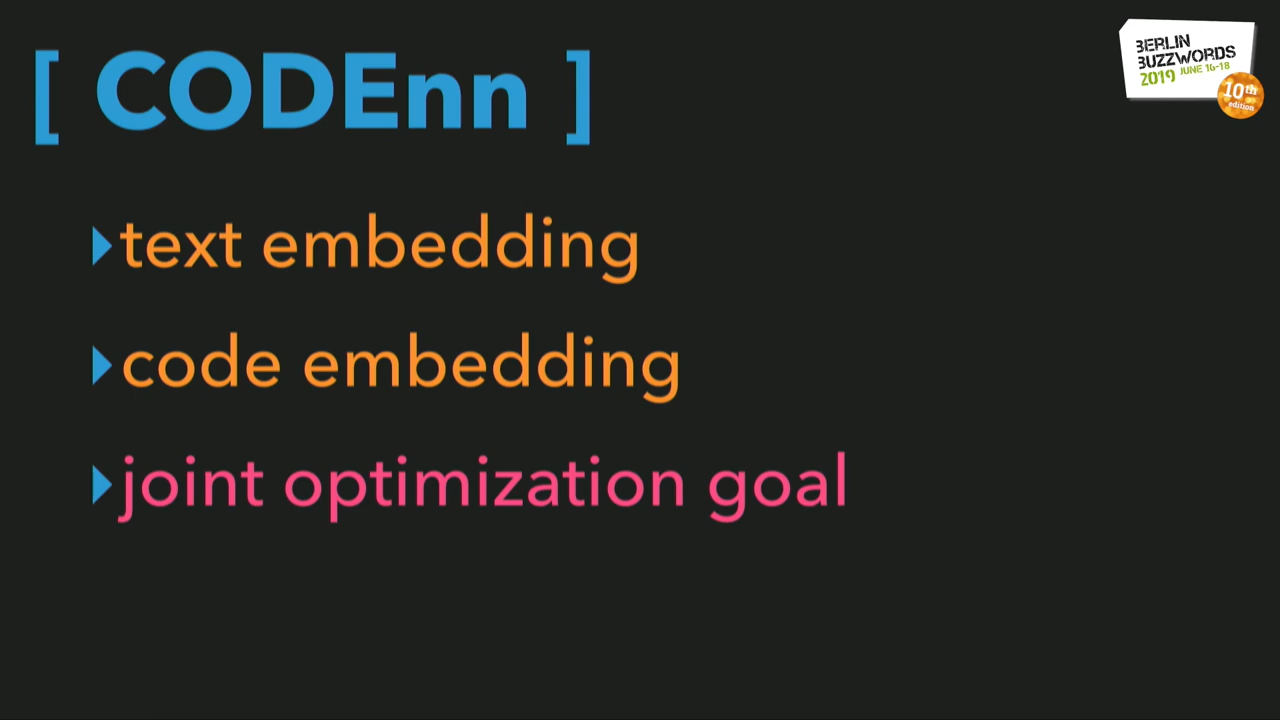 [ CODEnn ]
BERLIN
BUZZWORDS
2019 JUNE 16-18
10th
edition
text embedding
code embedding
joint optimization goal